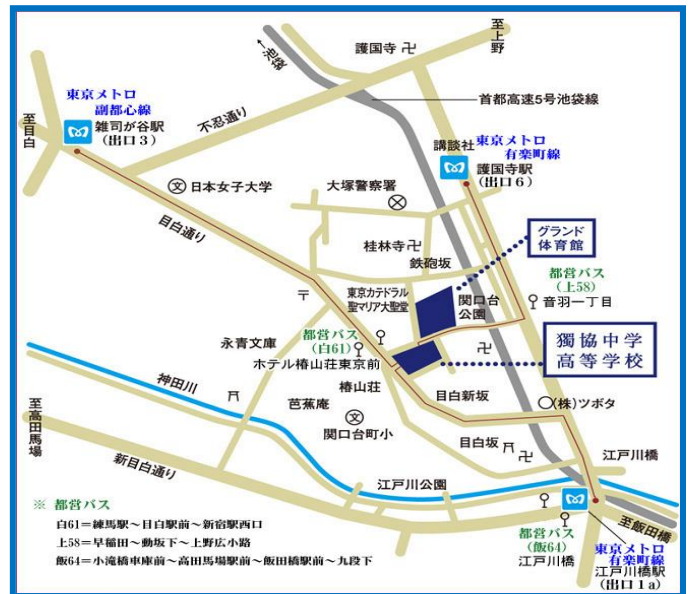 至上野
←池袋
護国寺
首都高速5号池袋線
東京メトロ
副都心線
雑司が谷駅
（出口３）
至目白
不忍通り
講談社
東京メトロ
有楽町線
護国寺駅
（出口６）
文
日本女子大学
大塚警察署
目白通り
桂林寺
鉄砲坂
グランド
体育館
東京カテドラル
聖マリア大聖堂
関口台
公園
都営バス
（上58）
音羽一丁目
永青文庫
都営バス
（白61）
ホテル椿山荘東京前
獨協中学
高等学校
神田川
椿山荘
芭蕉庵
目白新坂
（株）ツボタ
文
関口台町小
至高田馬場
目白坂
新目白通り
江戸川橋
江戸川公園
至飯田橋
都営バス
（飯64）
江戸川橋
東京メトロ
有楽町線
江戸川橋駅
（出口１a）
※ 都営バス
白61＝練馬駅～目白駅前～新宿駅西口
上58＝早稲田～動坂下～上野広小路
飯64＝小滝橋車庫前～高田馬場駅前～飯田橋駅前～九段下